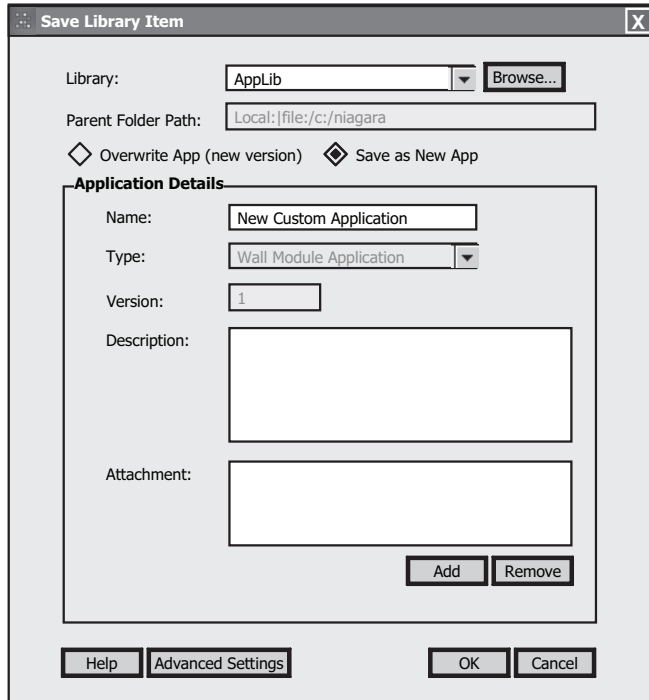 Save Library Item X
Library: AppLib Browse...
Parent Folder Path: Local:|file:/c:/niagara
Overwrite App (new version) Save as New App
Application Details
Name: New Custom Application
Type: Wall Module Application
Version: 1
Description:
Attachment:
Add Remove
Help Advanced Settings OK Cancel